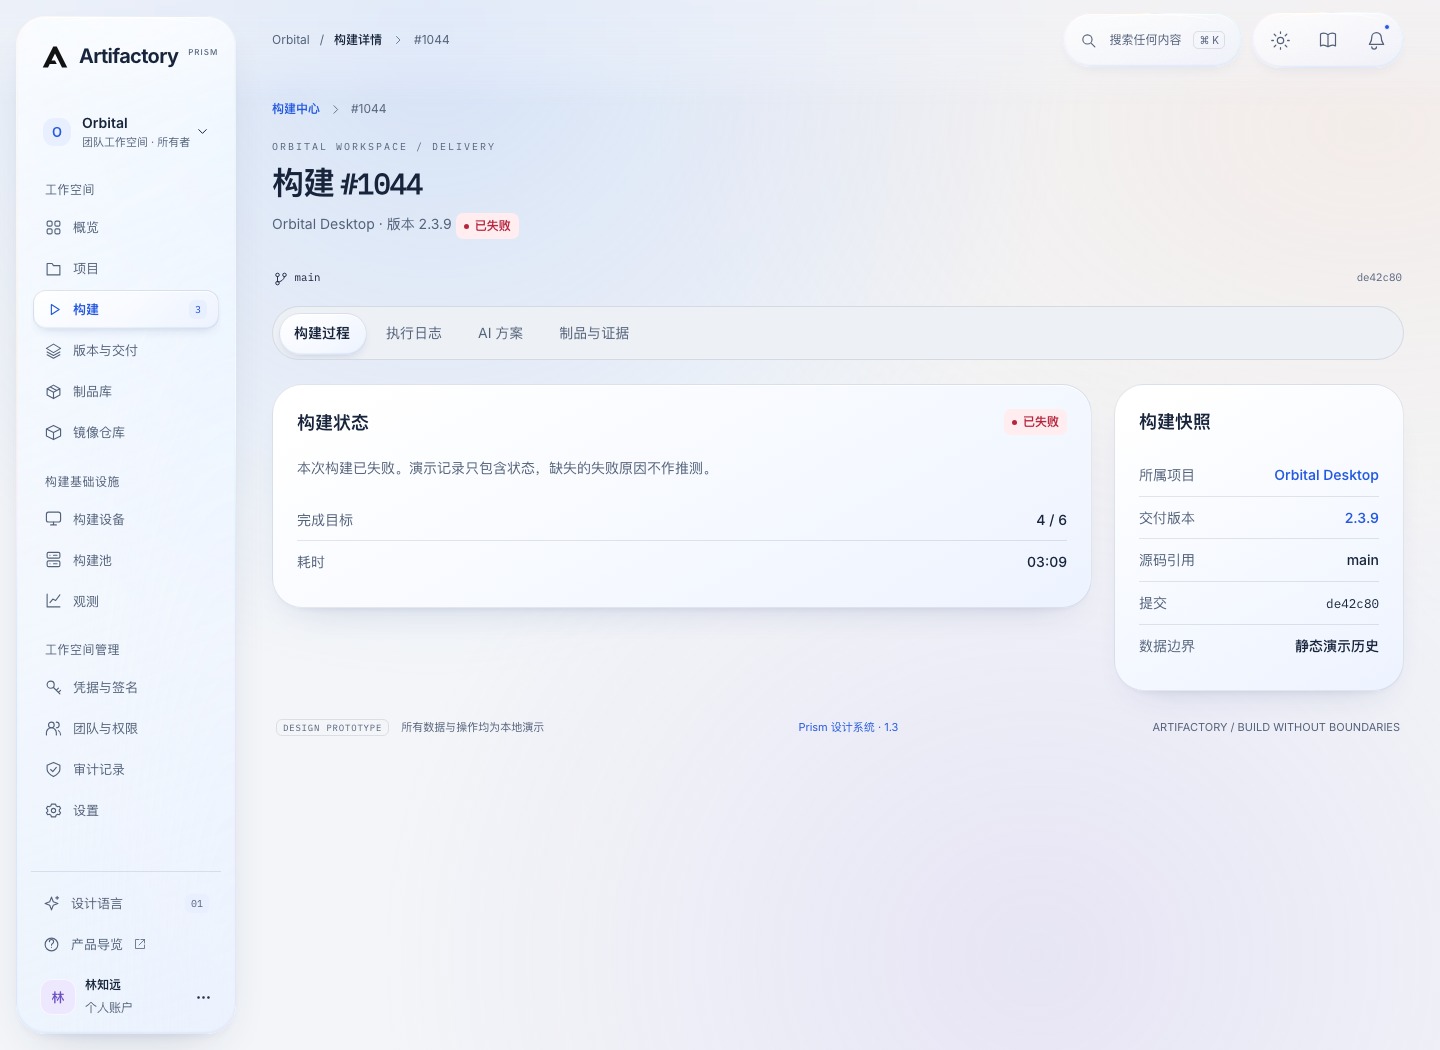 Artifactory PRISM
O
Orbital
团队工作空间 · 所有者
工作空间
概览
项目
构建 3
版本与交付
制品库
镜像仓库
构建基础设施
构建设备
构建池
观测
工作空间管理
凭据与签名
团队与权限
审计记录
设置
设计语言 01
产品导览
林
林知远
个人账户
Orbital / 构建详情 > #1044
搜索任何内容 ⌘ K
构建中心 > #1044
ORBITAL WORKSPACE / DELIVERY
构建 #1044
Orbital Desktop · 版本 2.3.9 已失败
main de42c80
构建过程 执行日志 AI 方案 制品与证据
构建状态 已失败
本次构建已失败。演示记录只包含状态，缺失的失败原因不作推测。
完成目标 4 / 6
耗时 03:09
构建快照
所属项目 Orbital Desktop
交付版本 2.3.9
源码引用 main
提交 de42c80
数据边界 静态演示历史
DESIGN PROTOTYPE 所有数据与操作均为本地演示 Prism 设计系统 · 1.3 ARTIFACTORY / BUILD WITHOUT BOUNDARIES